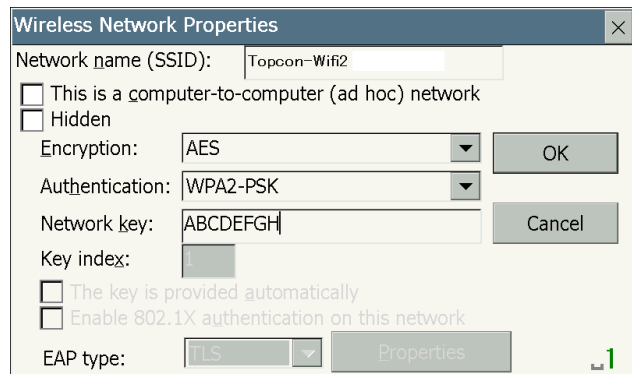 Wireless Network Properties ×
Network name (SSID): Topcon-Wifi2
This is a computer-to-computer (ad hoc) network
Hidden
Encryption: AES OK
Authentication: WPA2-PSK
Network key: ABCDEFGH Cancel
Key index: 1
The key is provided automatically
Enable 802.1X authentication on this network
EAP type: TLS Properties
1